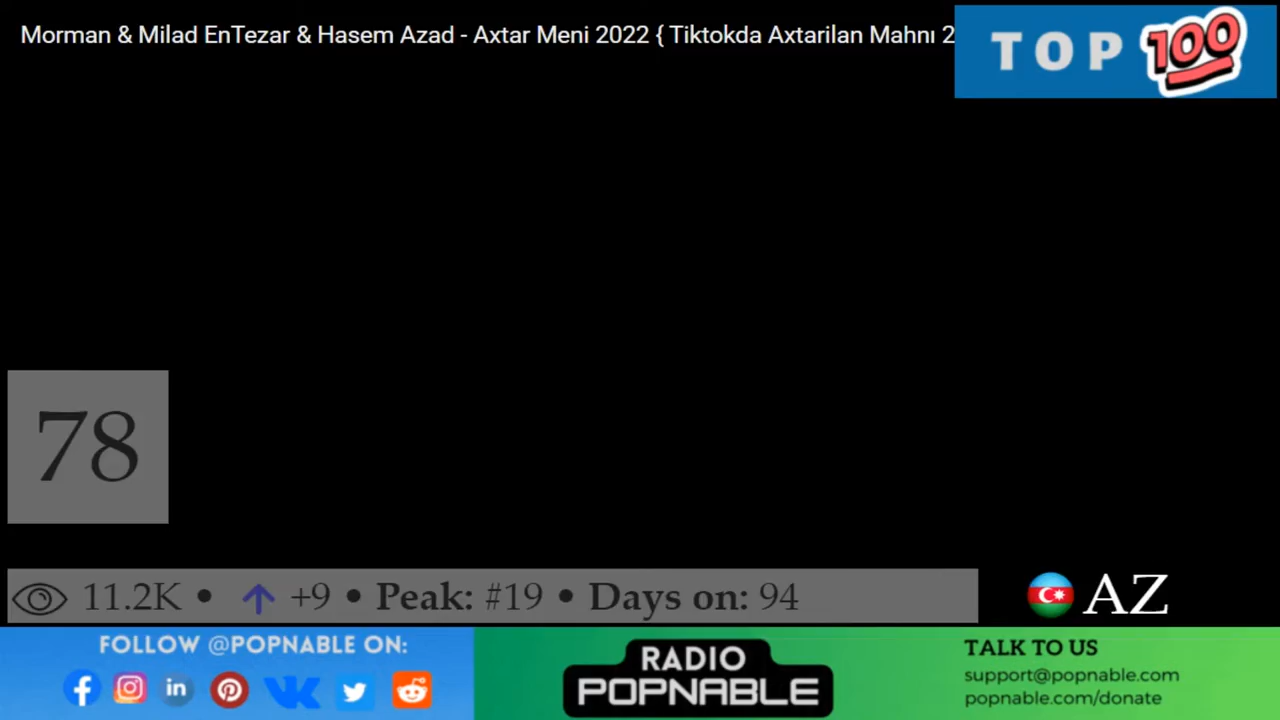 Morman & Milad EnTezar & Hasem Azad - Axtar Meni 2022 { Tiktokda Axtarilan Mahnı 2
TOP 100
78
11.2K • ↑ +9 • Peak: #19 • Days on: 94
AZ
FOLLOW @POPNABLE ON:
RADIO
POPNABLE
TALK TO US
support@popnable.com
popnable.com/donate